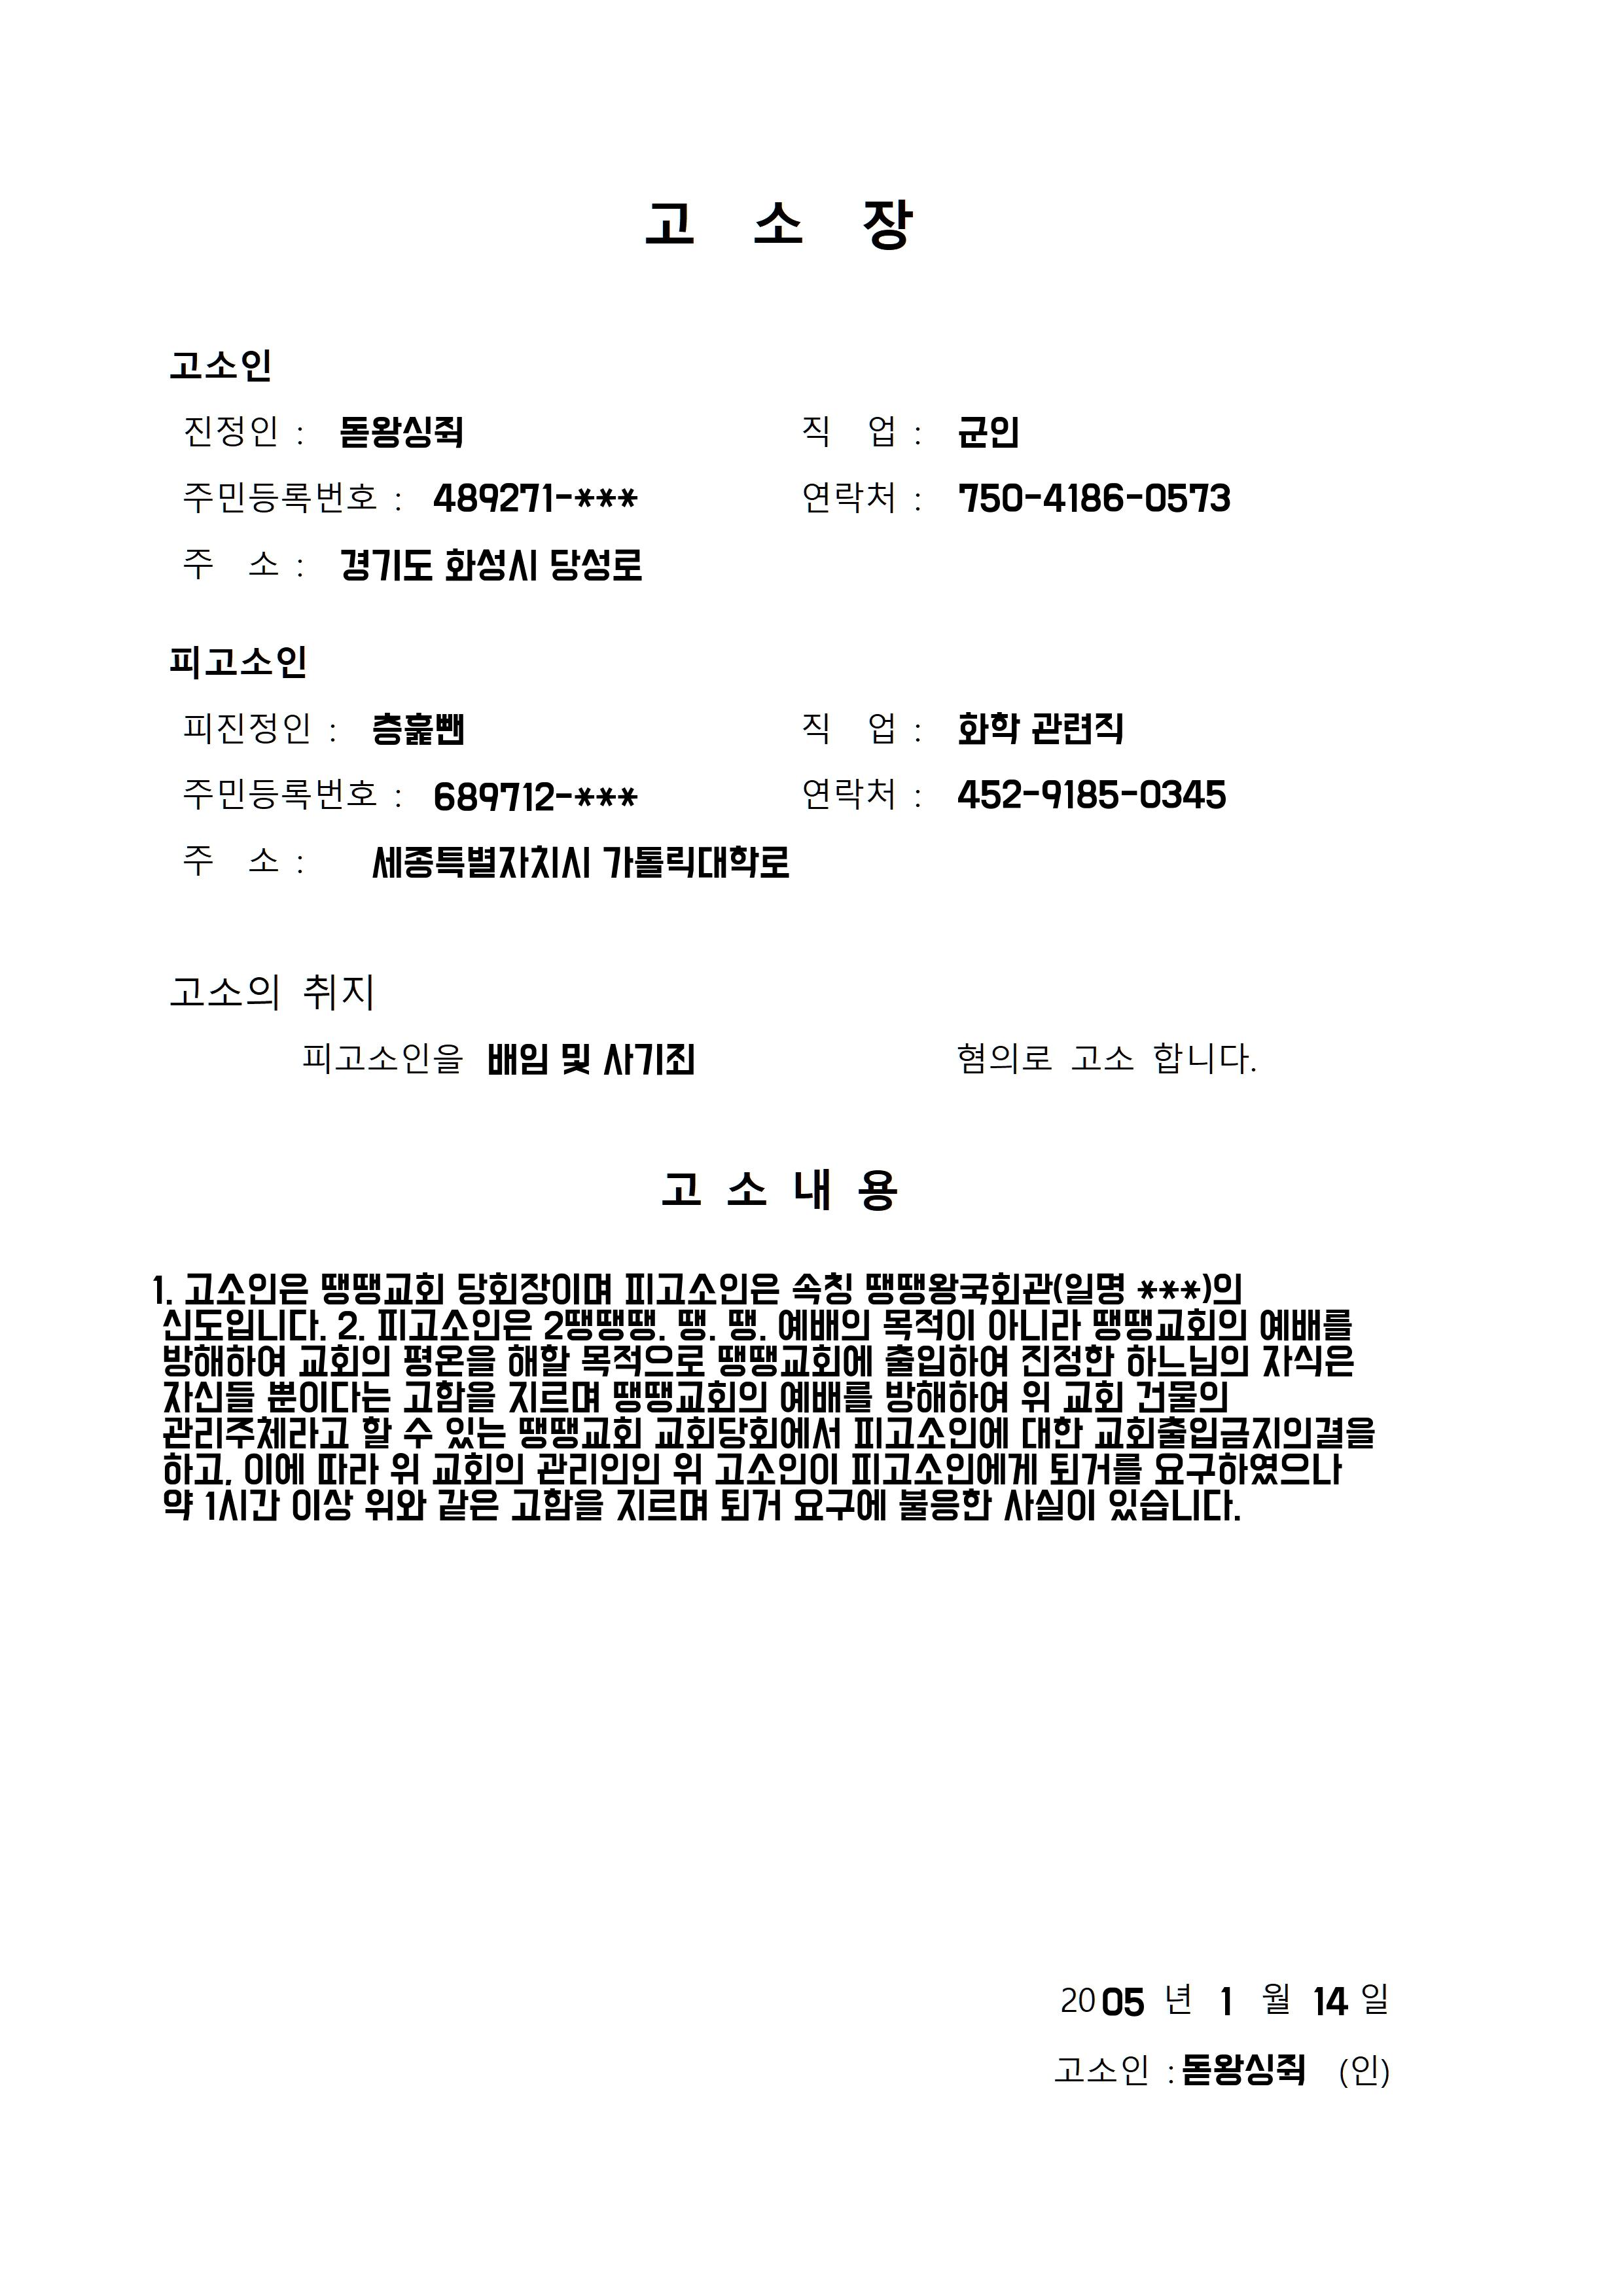 고 소 장
고소인
진정인 : 돋왕싱줙 직 업 : 군인
주민등록번호 : 489271-*** 연락처 : 750-4186-0573
주 소 : 경기도 화성시 당성로
피고소인
피진정인 : 직 업 : 화학 관련직
주민등록번호 : 689712-*** 연락처 : 452-9185-0345
주 소 : 세종특별자치시 가톨릭대학로
고소의 취지
피고소인을 배임 및 사기죄 혐의로 고소 합니다.
고 소 내 용
1. 고소인은 땡땡교회 당회장이며 피고소인은 속칭 땡땡왕국회관(일명 ***)의
신도입니다. 2. 피고소인은 2땡땡땡. 땡. 땡. 예배의 목적이 아니라 땡땡교회의 예배를
방해하여 교회의 평온을 해할 목적으로 땡땡교회에 출입하여 진정한 하느님의 자식은
자신들 뿐이다는 고함을 지르며 땡땡교회의 예배를 방해하여 위 교회 건물의
관리주체라고 할 수 있는 땡땡교회 교회당회에서 피고소인에 대한 교회출입금지의결을
하고, 이에 따라 위 교회의 관리인인 위 고소인이 피고소인에게 퇴거를 요구하였으나
약 1시간 이상 위와 같은 고함을 지르며 퇴거 요구에 불응한 사실이 있습니다.
2005 년 1 월 14 일
고소인 : 돋왕싱줙 (인)